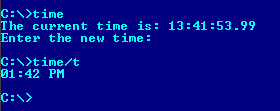 C:\>time
The current time is: 13:41:53.99
Enter the new time:
C:\>time/t
01:42 PM
C:\>